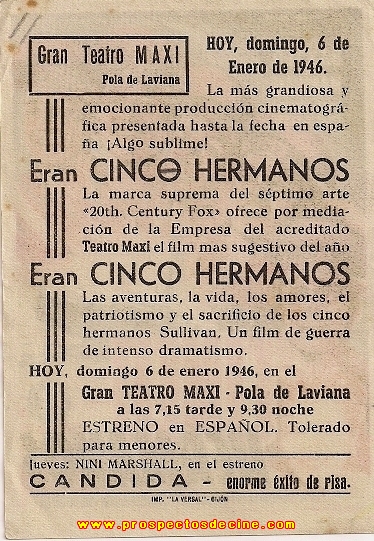 11
Gran Teatro MAXI
Pola de Laviana
HOY, domingo, 6 de
Enero de 1946.
La más grandiosa y
emocionante producción cinematográ-
fica presentada hasta la fecha en espa-
ña ¡Algo sublime!
Eran CINCO HERMANOS
La marca suprema del séptimo arte
«20th. Century Fox» ofrece por media-
ción de la Empresa del acreditado
Teatro Maxi el film mas sugestivo del año
Eran CINCO HERMANOS
Las aventuras, la vida, los amores, el
patriotismo y el sacrificio de los cinco
hermanos Sullivan. Un film de guerra
de intenso dramatismo.
HOY, domingo 6 de enero 1946, en el
Gran TEATRO MAXI - Pola de Laviana
a las 7,15 tarde y 9,30 noche
ESTRENO en ESPAÑOL. Tolerado
para menores.
Jueves: NINI MARSHALL, en el estreno
CANDIDA - enorme éxito de risa.
IMP. "LA VERSAL"-GIJÓN
www.prospectosdecine.com